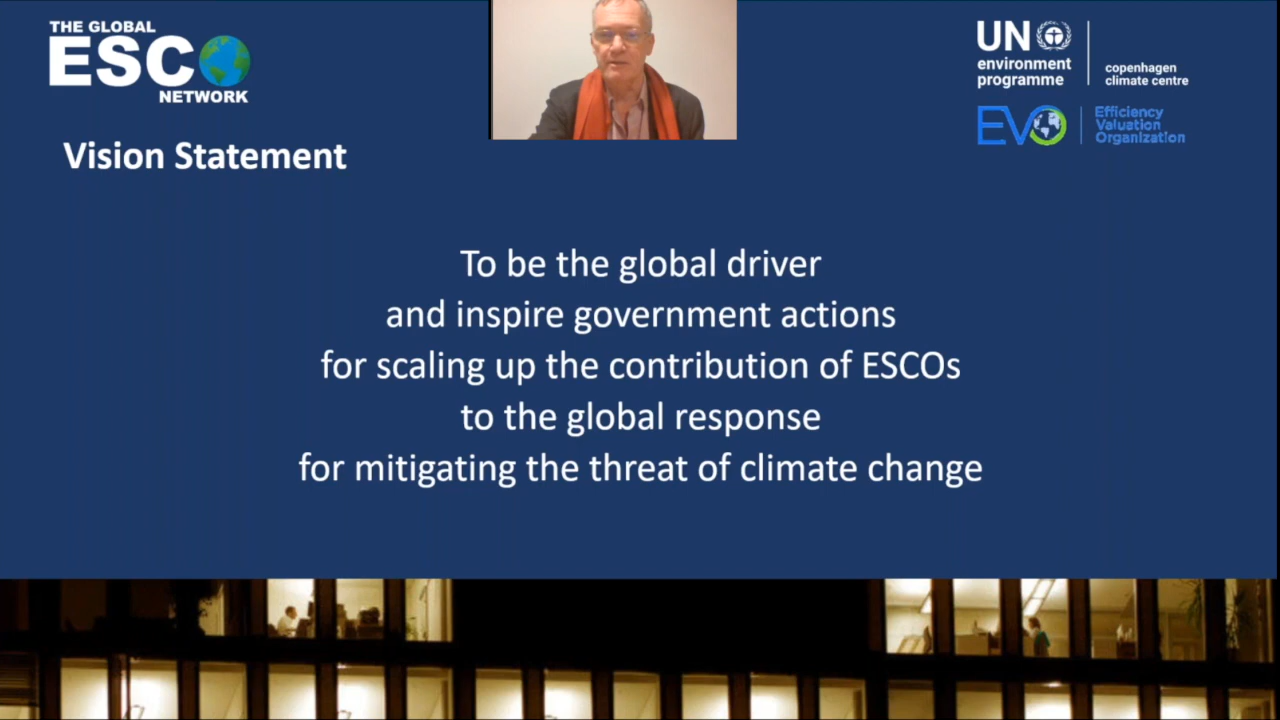 THE GLOBAL
ESCO
NETWORK
UN
environment
programme
copenhagen
climate centre
EVO
Efficiency
Valuation
Organization
Vision Statement
To be the global driver
and inspire government actions
for scaling up the contribution of ESCOs
to the global response
for mitigating the threat of climate change